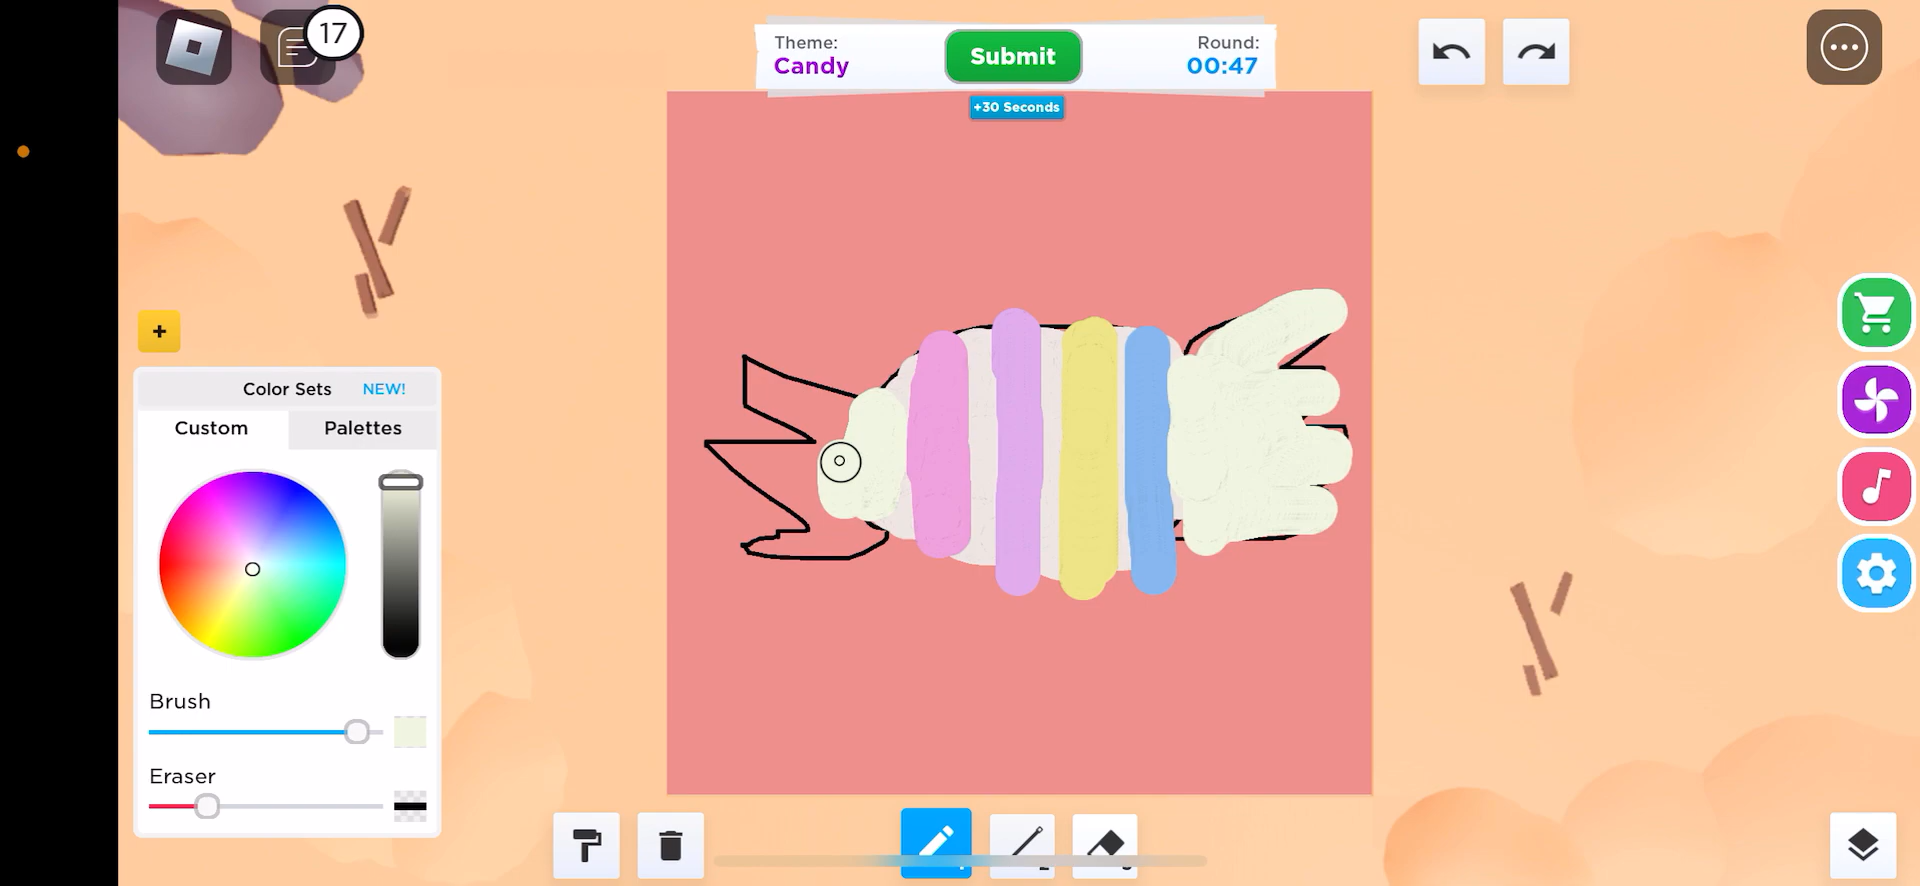 17
Theme:
Candy
Submit
Round:
00:47
+30 Seconds
+
Color Sets NEW!
Custom Palettes
Brush
Eraser